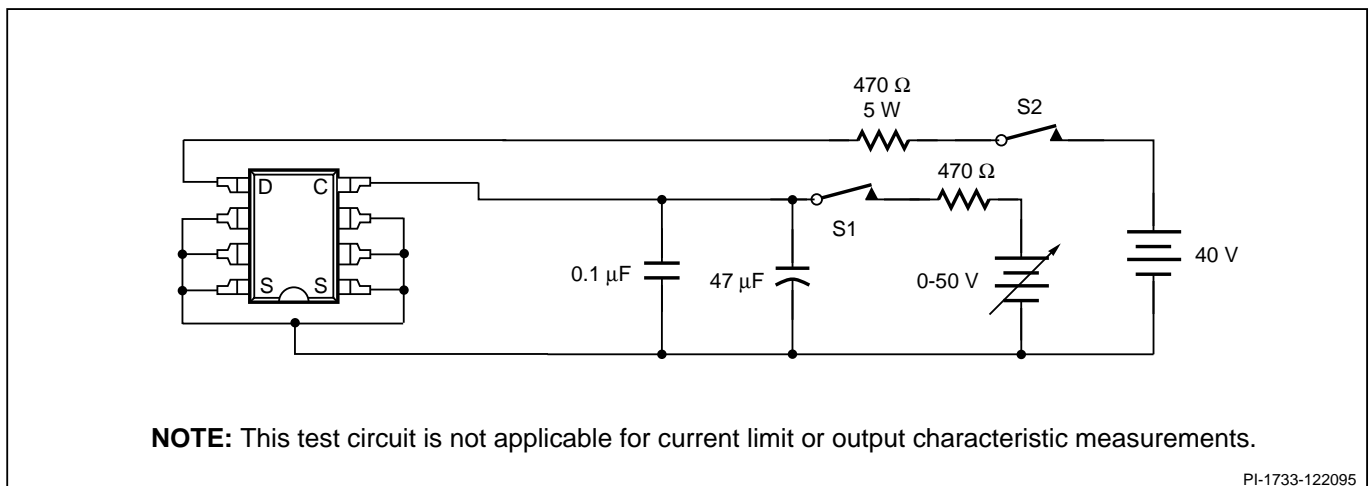 470 Ω
5 W
S2
D
C
470 Ω
S1
S
S
0.1 μF
47 μF
0-50 V
40 V
NOTE: This test circuit is not applicable for current limit or output characteristic measurements.
PI-1733-122095